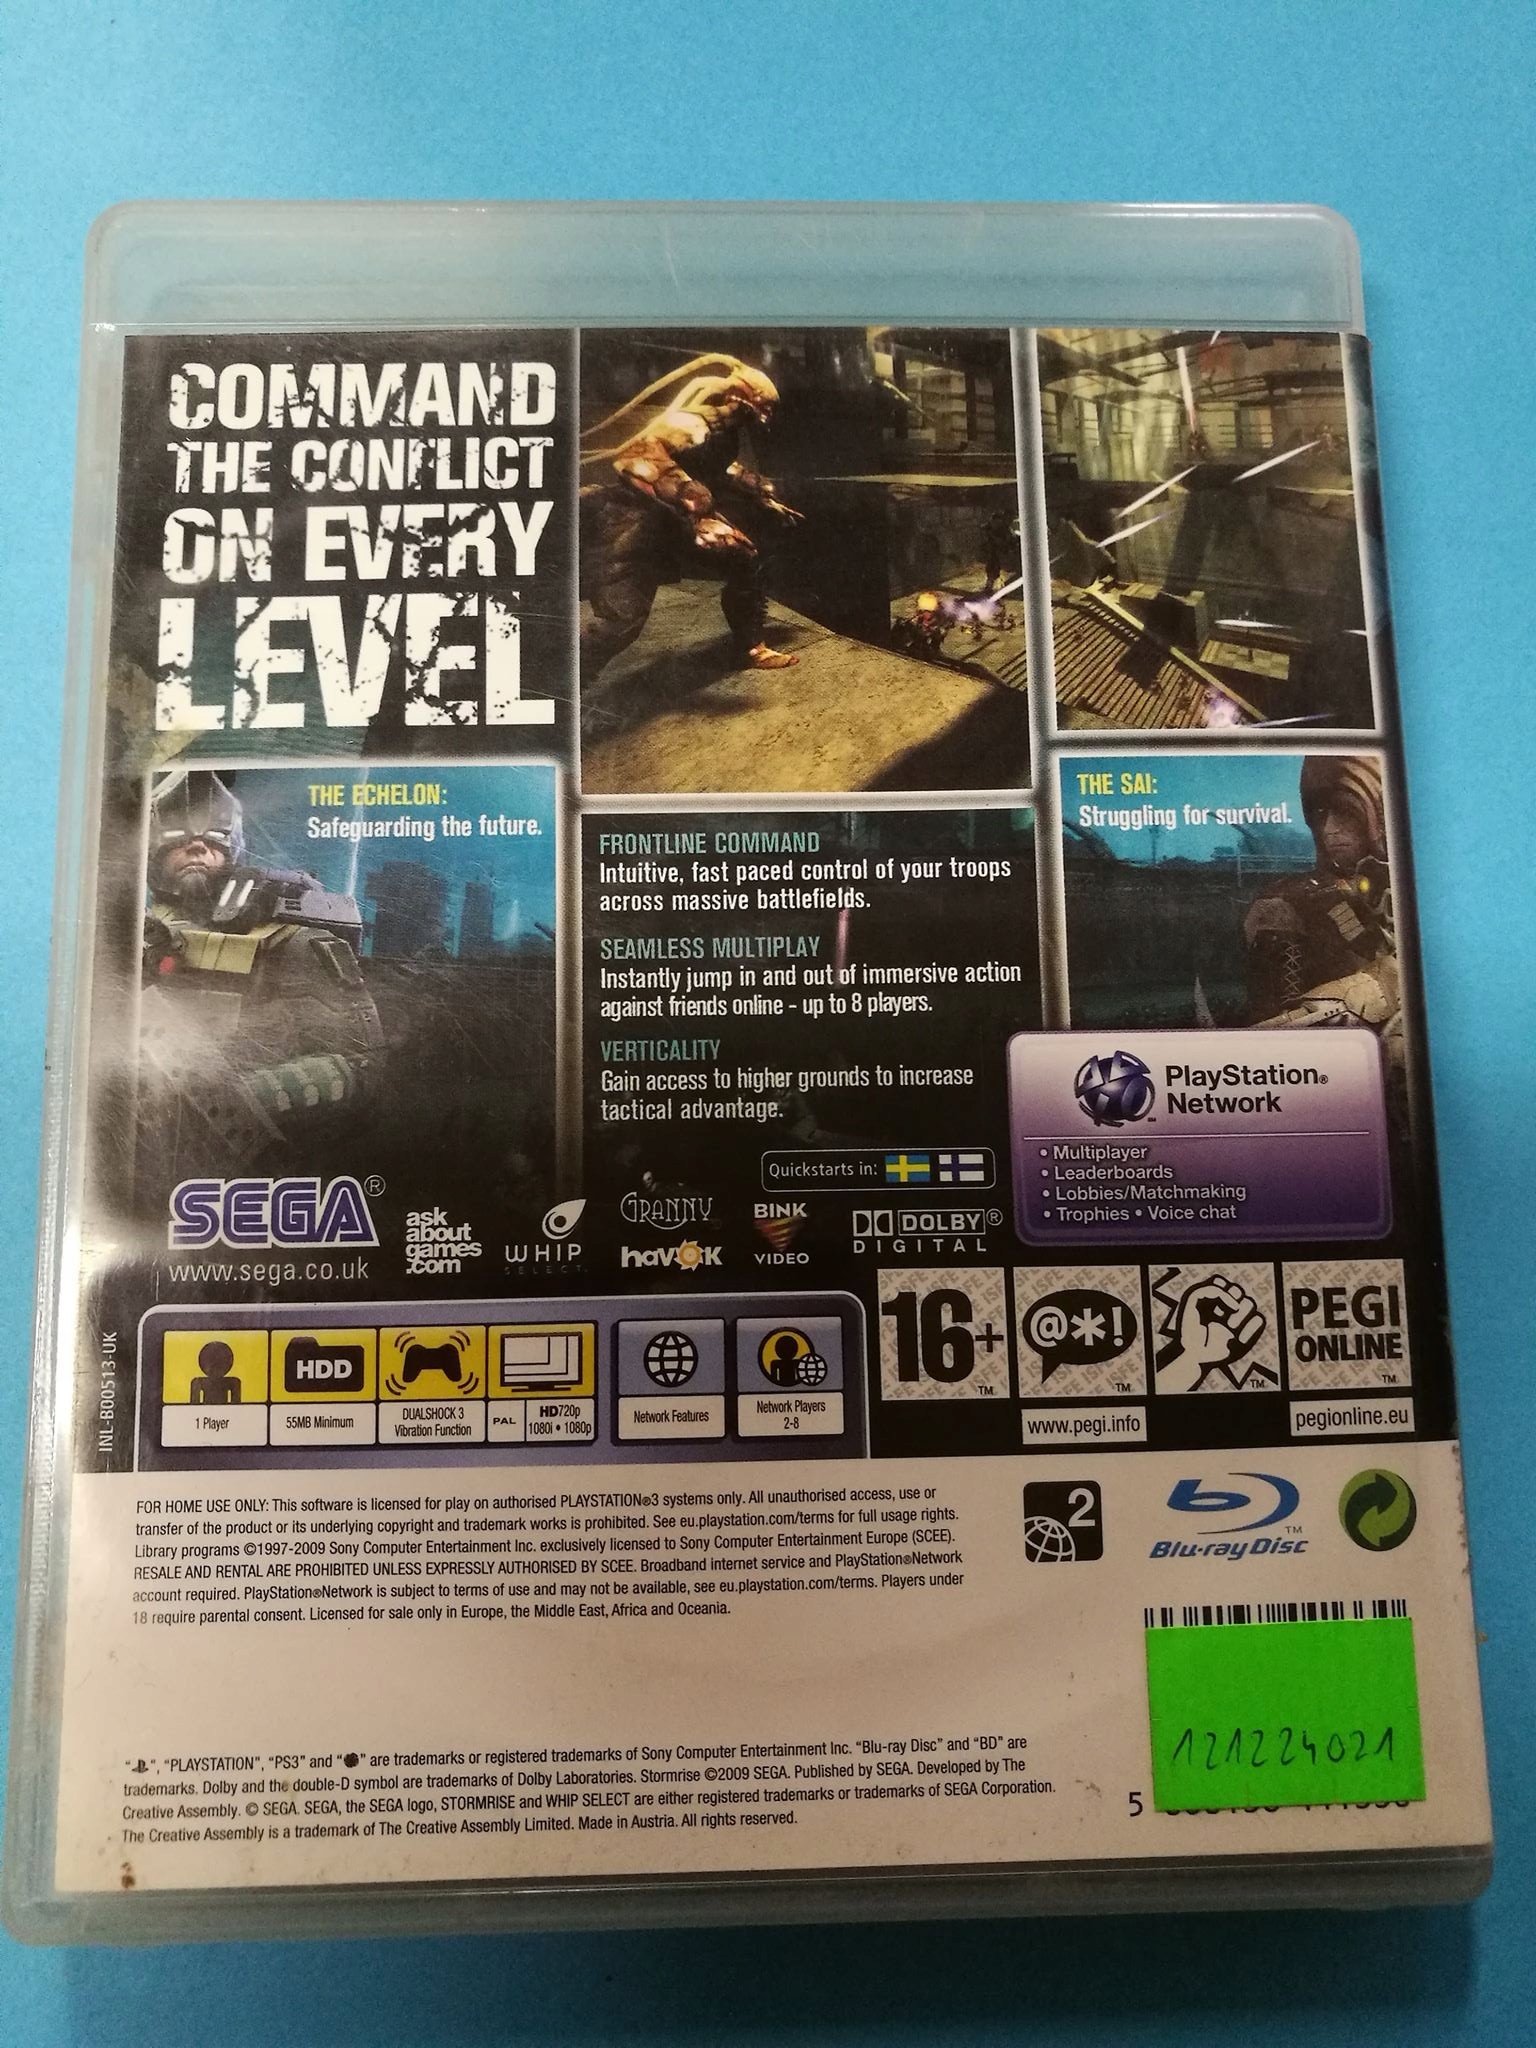 COMMAND
THE CONFLICT
ON EVERY
LEVEL
THE ECHELON:
Safeguarding the future.
FRONTLINE COMMAND
Intuitive, fast paced control of your troops
across massive battlefields.
SEAMLESS MULTIPLAY
Instantly jump in and out of immersive action
against friends online - up to 8 players.
VERTICALITY
Gain access to higher grounds to increase
tactical advantage.
THE SAI:
Struggling for survival.
PlayStation®
Network
• Multiplayer
• Leaderboards
• Lobbies/Matchmaking
• Trophies • Voice chat
Quickstarts in:
SEGA®
www.sega.co.uk
ask
about
games
.com
WHIP
SELECT
GRANNY
havok
BINK
VIDEO
DOLBY®
DIGITAL
INL-B0513-UK
1 Player
HDD
55MB Minimum
DUALSHOCK 3
Vibration Function
PAL
HD720p
1080i • 1080p
Network Features
Network Players
2-8
16+
TM
@*!
TM
www.pegi.info
TM
PEGI
ONLINE
TM
pegionline.eu
FOR HOME USE ONLY: This software is licensed for play on authorised PLAYSTATION®3 systems only. All unauthorised access, use or
transfer of the product or its underlying copyright and trademark works is prohibited. See eu.playstation.com/terms for full usage rights.
Library programs ©1997-2009 Sony Computer Entertainment Inc. exclusively licensed to Sony Computer Entertainment Europe (SCEE).
RESALE AND RENTAL ARE PROHIBITED UNLESS EXPRESSLY AUTHORISED BY SCEE. Broadband internet service and PlayStation®Network
account required. PlayStation®Network is subject to terms of use and may not be available, see eu.playstation.com/terms. Players under
18 require parental consent. Licensed for sale only in Europe, the Middle East, Africa and Oceania.
2
Blu-ray Disc™
121224021
5
" ", "PLAYSTATION", "PS3" and " " are trademarks or registered trademarks of Sony Computer Entertainment Inc. "Blu-ray Disc" and "BD" are
trademarks. Dolby and the double-D symbol are trademarks of Dolby Laboratories. Stormrise ©2009 SEGA. Published by SEGA. Developed by The
Creative Assembly. © SEGA. SEGA, the SEGA logo, STORMRISE and WHIP SELECT are either registered trademarks or trademarks of SEGA Corporation.
The Creative Assembly is a trademark of The Creative Assembly Limited. Made in Austria. All rights reserved.